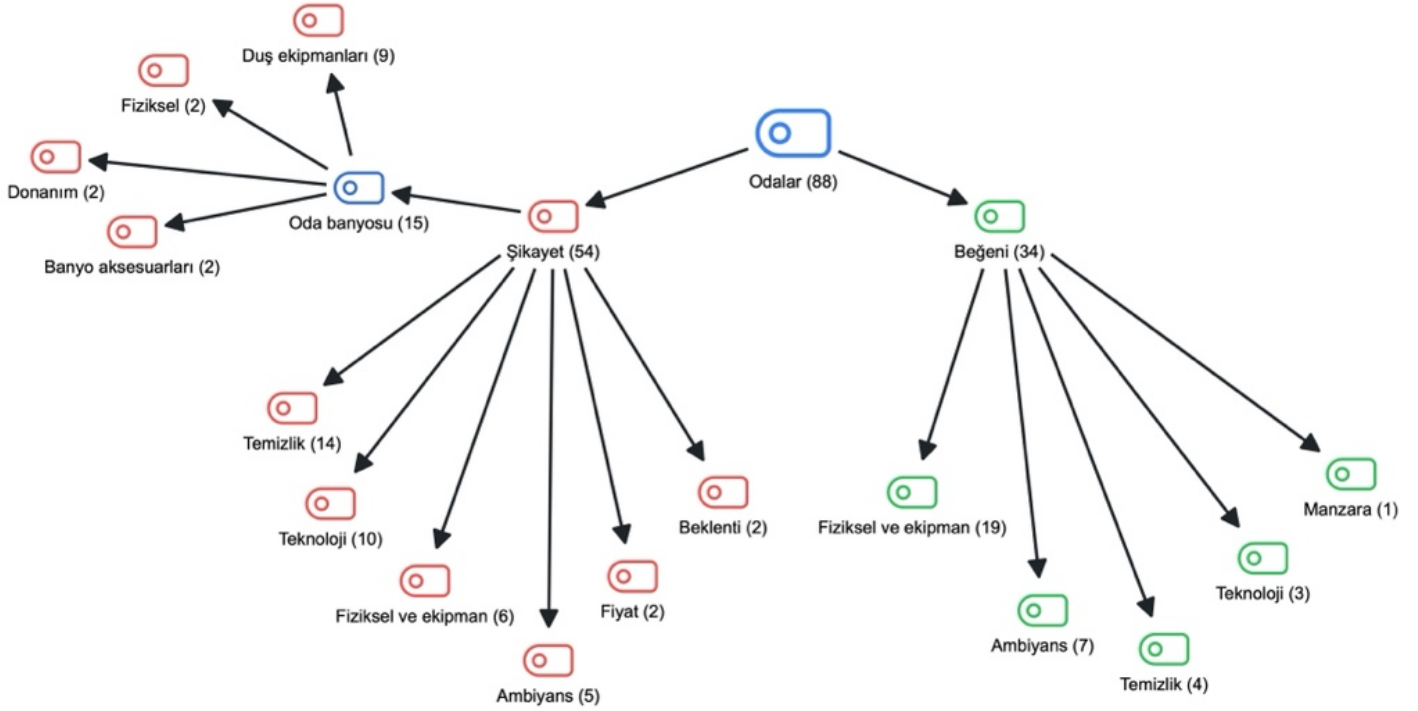 Duş ekipmanları (9)
Fiziksel (2)
Donanım (2)
Banyo aksesuarları (2)
Oda banyosu (15)
Odalar (88)
Şikayet (54)
Beğeni (34)
Temizlik (14)
Teknoloji (10)
Fiziksel ve ekipman (6)
Ambiyans (5)
Fiyat (2)
Beklenti (2)
Fiziksel ve ekipman (19)
Ambiyans (7)
Temizlik (4)
Teknoloji (3)
Manzara (1)